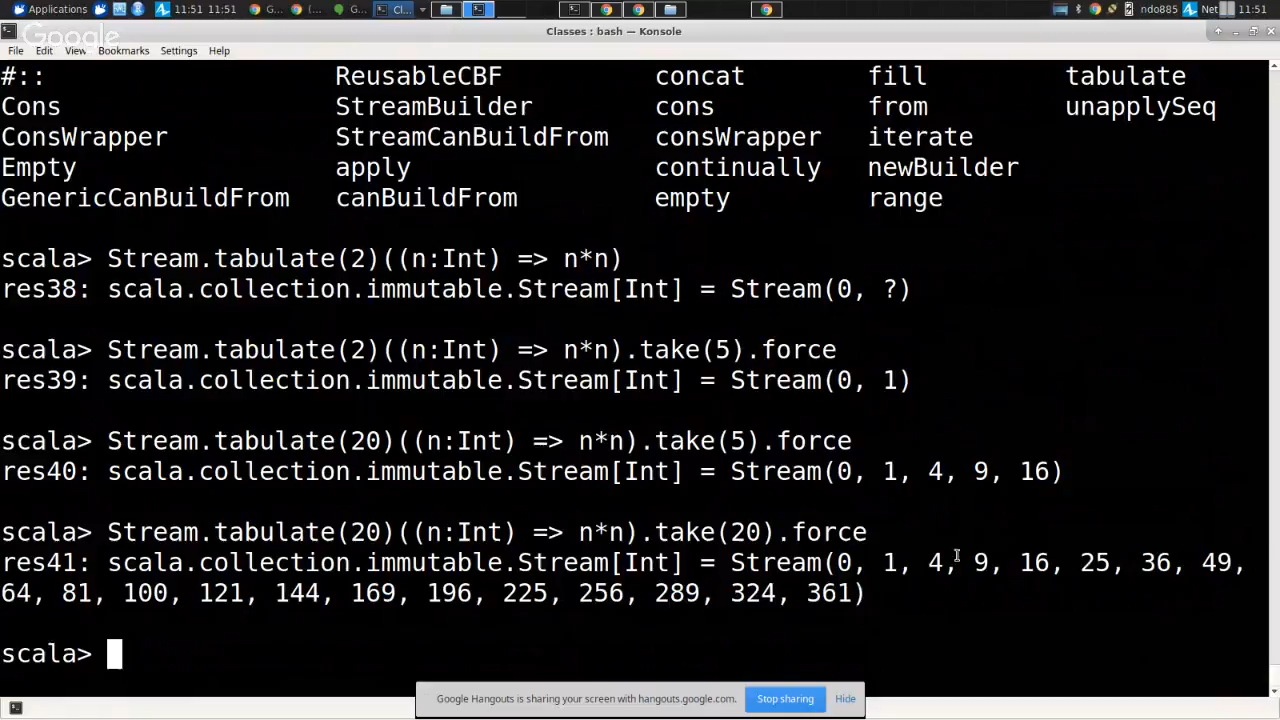 Applications 11:51 11:51 G... (... G... Cl... ndo885 Net 11:51
Google
Classes : bash — Konsole
File Edit View Bookmarks Settings Help
#:: ReusableCBF concat fill tabulate
Cons StreamBuilder cons from unapplySeq
ConsWrapper StreamCanBuildFrom consWrapper iterate
Empty apply continually newBuilder
GenericCanBuildFrom canBuildFrom empty range
scala> Stream.tabulate(2)((n:Int) => n*n)
res38: scala.collection.immutable.Stream[Int] = Stream(0, ?)
scala> Stream.tabulate(2)((n:Int) => n*n).take(5).force
res39: scala.collection.immutable.Stream[Int] = Stream(0, 1)
scala> Stream.tabulate(20)((n:Int) => n*n).take(5).force
res40: scala.collection.immutable.Stream[Int] = Stream(0, 1, 4, 9, 16)
scala> Stream.tabulate(20)((n:Int) => n*n).take(20).force
res41: scala.collection.immutable.Stream[Int] = Stream(0, 1, 4, 9, 16, 25, 36, 49,
64, 81, 100, 121, 144, 169, 196, 225, 256, 289, 324, 361)
scala>
Google Hangouts is sharing your screen with hangouts.google.com. Stop sharing Hide